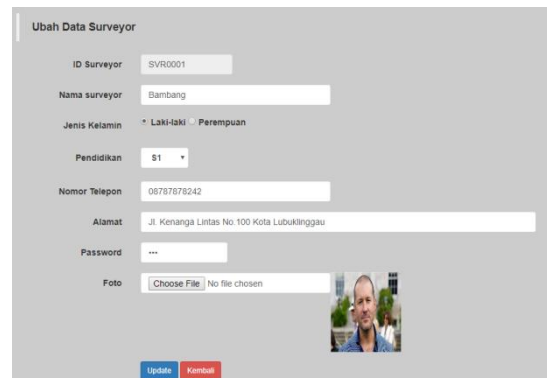 Ubah Data Surveyor
ID Surveyor SVR0001
Nama surveyor Bambang
Jenis Kelamin Laki-laki Perempuan
Pendidikan S1
Nomor Telepon 08787878242
Alamat Jl. Kenanga Lintas No.100 Kota Lubuklinggau
Password •••
Foto Choose File No file chosen
Update Kembali